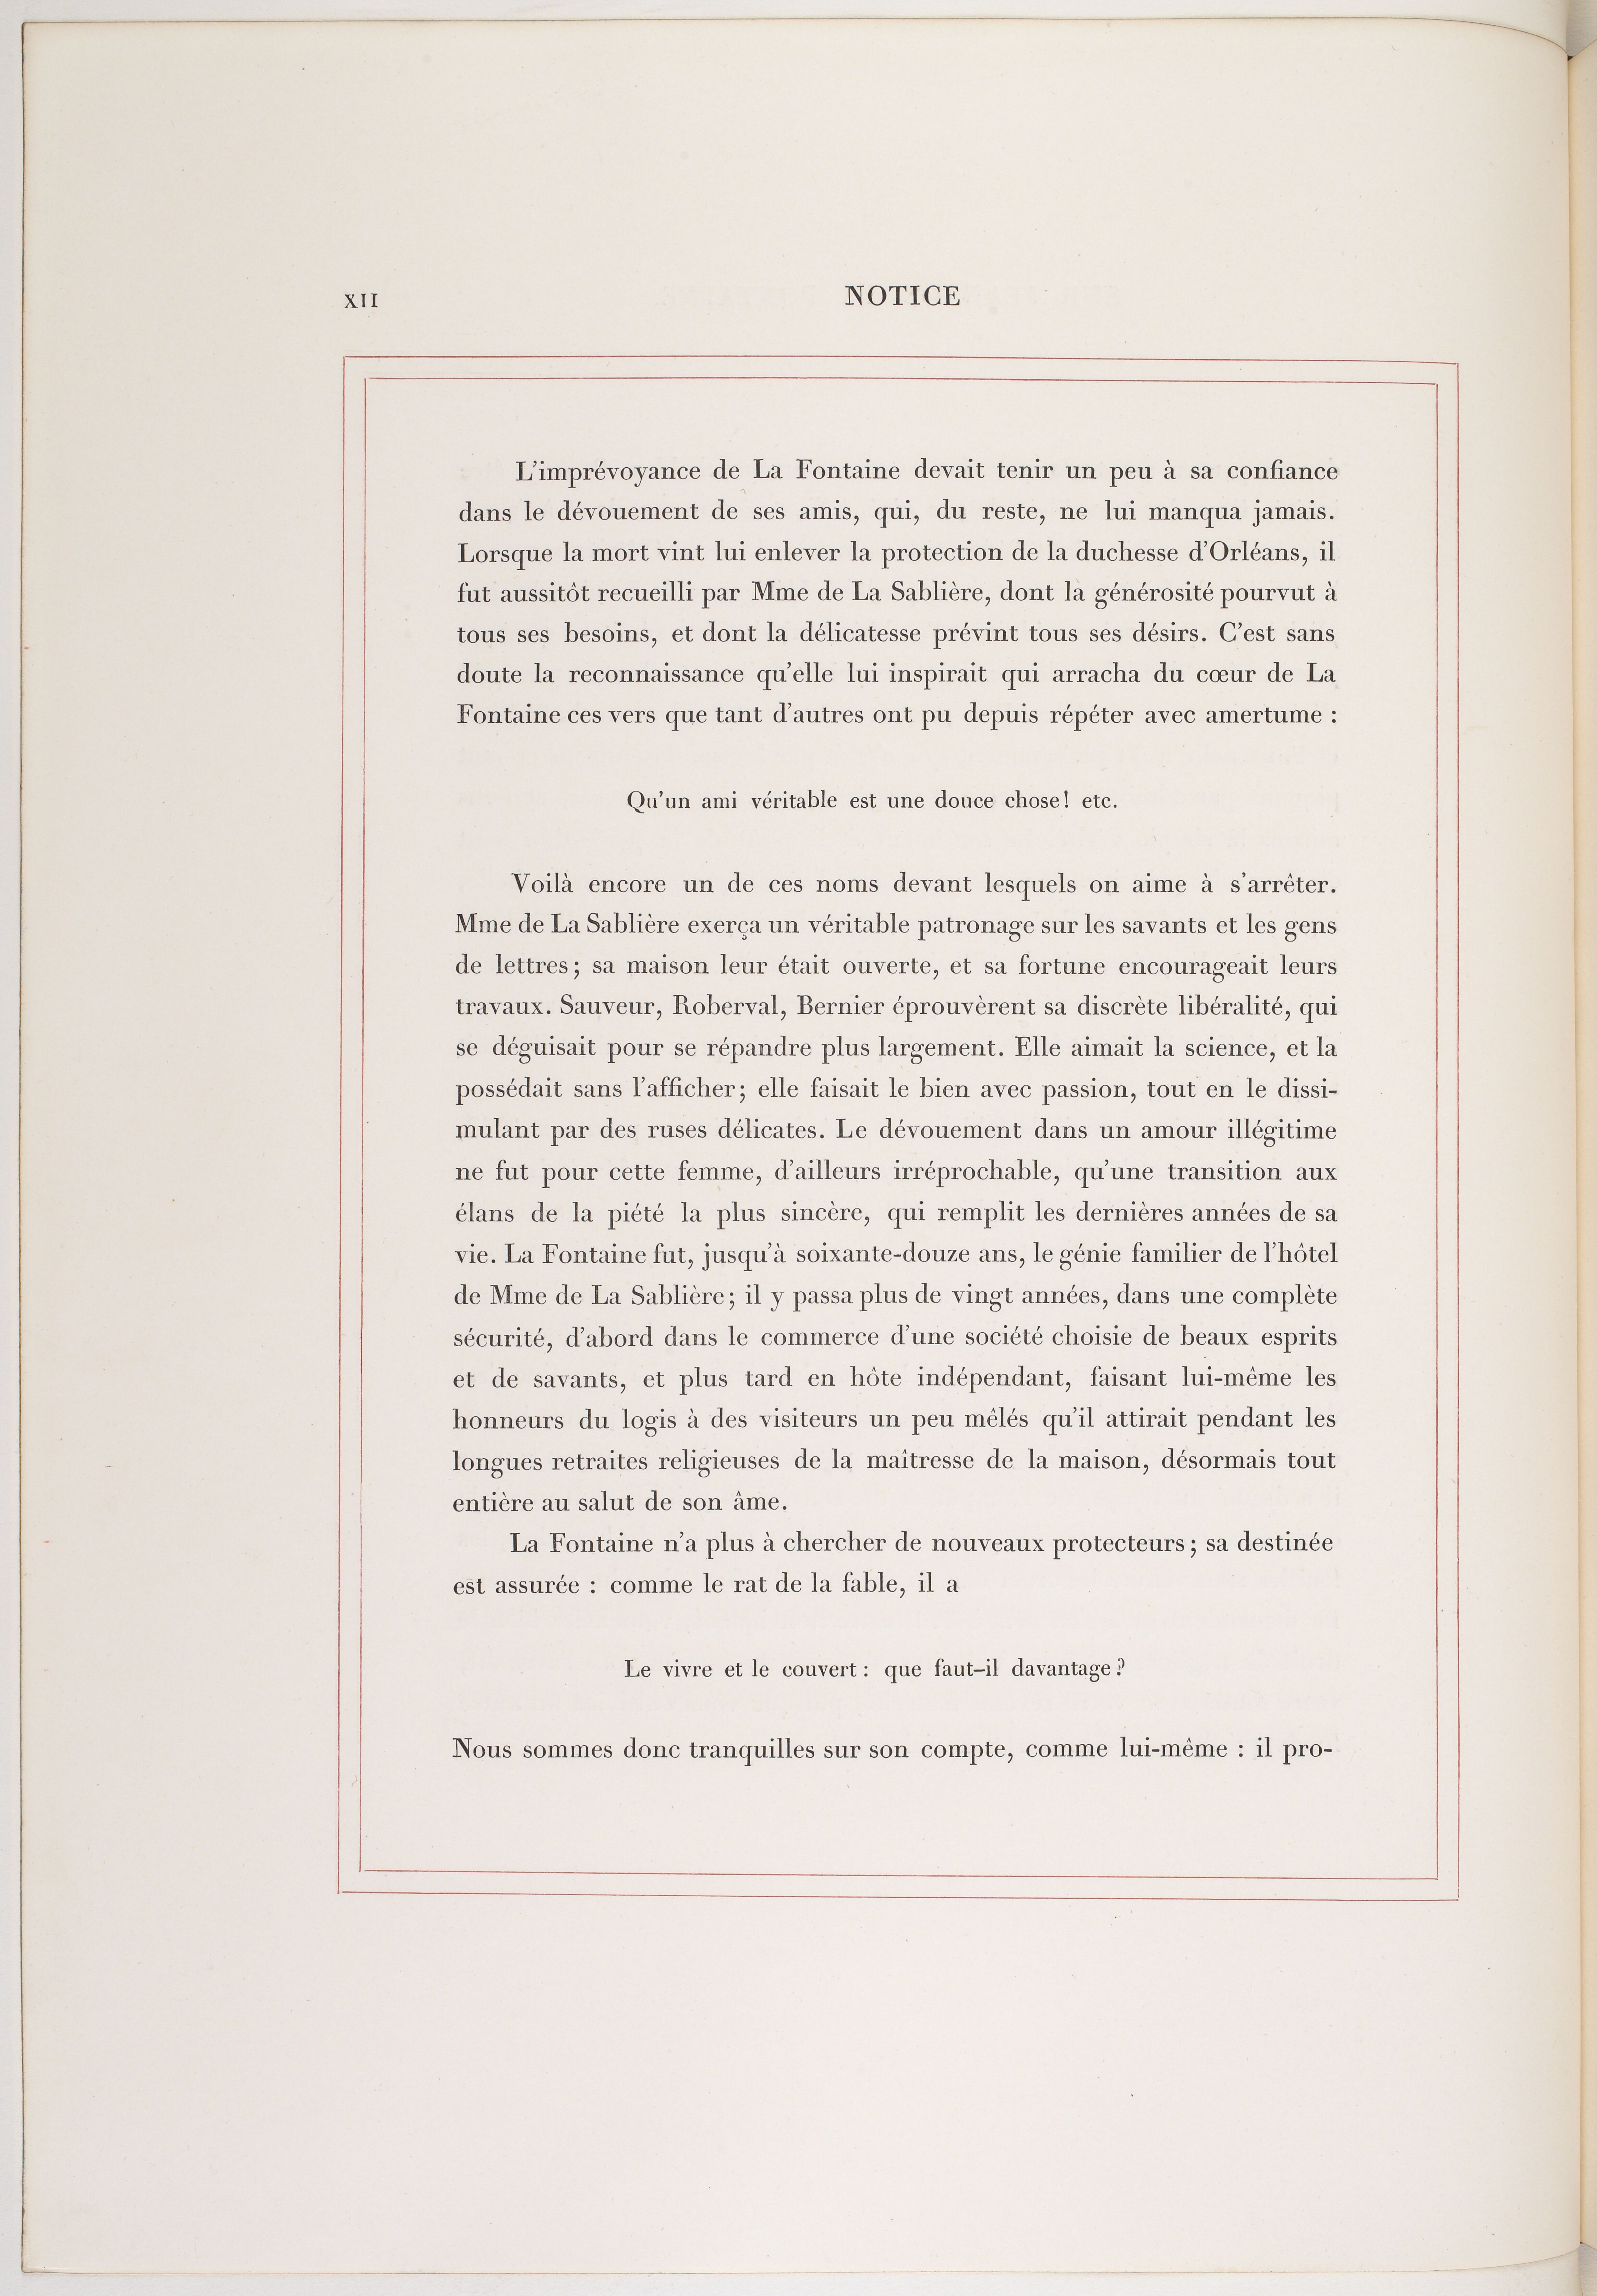 XII NOTICE
L'imprévoyance de La Fontaine devait tenir un peu à sa confiance
dans le dévouement de ses amis, qui, du reste, ne lui manqua jamais.
Lorsque la mort vint lui enlever la protection de la duchesse d'Orléans, il
fut aussitôt recueilli par Mme de La Sablière, dont la générosité pourvut à
tous ses besoins, et dont la délicatesse prévint tous ses désirs. C'est sans
doute la reconnaissance qu'elle lui inspirait qui arracha du cœur de La
Fontaine ces vers que tant d'autres ont pu depuis répéter avec amertume :
Qu'un ami véritable est une douce chose! etc.
Voilà encore un de ces noms devant lesquels on aime à s'arrêter.
Mme de La Sablière exerça un véritable patronage sur les savants et les gens
de lettres; sa maison leur était ouverte, et sa fortune encourageait leurs
travaux. Sauveur, Roberval, Bernier éprouvèrent sa discrète libéralité, qui
se déguisait pour se répandre plus largement. Elle aimait la science, et la
possédait sans l'afficher; elle faisait le bien avec passion, tout en le dissi-
mulant par des ruses délicates. Le dévouement dans un amour illégitime
ne fut pour cette femme, d'ailleurs irréprochable, qu'une transition aux
élans de la piété la plus sincère, qui remplit les dernières années de sa
vie. La Fontaine fut, jusqu'à soixante-douze ans, le génie familier de l'hôtel
de Mme de La Sablière; il y passa plus de vingt années, dans une complète
sécurité, d'abord dans le commerce d'une société choisie de beaux esprits
et de savants, et plus tard en hôte indépendant, faisant lui-même les
honneurs du logis à des visiteurs un peu mêlés qu'il attirait pendant les
longues retraites religieuses de la maîtresse de la maison, désormais tout
entière au salut de son âme.
La Fontaine n'a plus à chercher de nouveaux protecteurs; sa destinée
est assurée : comme le rat de la fable, il a
Le vivre et le couvert : que faut-il davantage?
Nous sommes donc tranquilles sur son compte, comme lui-même : il pro-